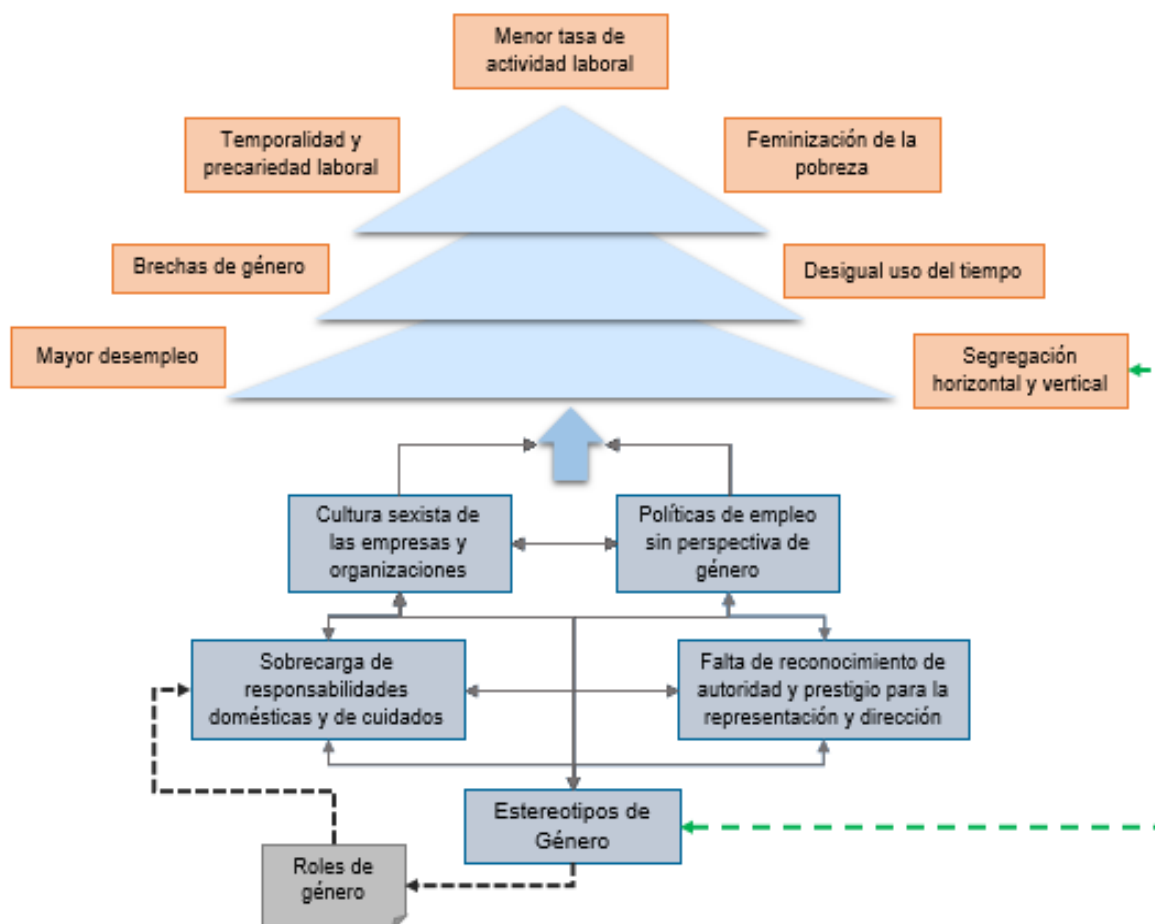 Menor tasa de
actividad laboral
Temporalidad y
precariedad laboral
Feminización de la
pobreza
Brechas de género
Desigual uso del tiempo
Mayor desempleo
Segregación
horizontal y vertical
Cultura sexista de
las empresas y
organizaciones
Políticas de empleo
sin perspectiva de
género
Sobrecarga de
responsabilidades
domésticas y de cuidados
Falta de reconocimiento de
autoridad y prestigio para la
representación y dirección
Estereotipos de
Género
Roles de
género